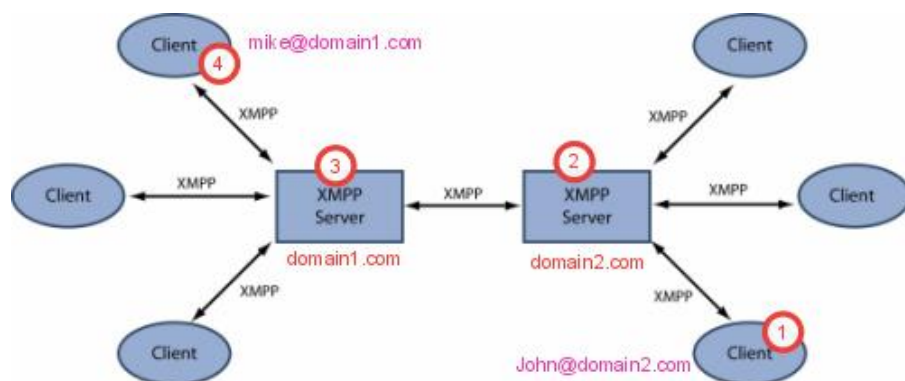 Client
mike@domain1.com
4
Client
XMPP
XMPP
3
2
Client
XMPP
XMPP
Server
XMPP
XMPP
Server
XMPP
Client
domain1.com
domain2.com
XMPP
XMPP
1
Client
John@domain2.com
Client